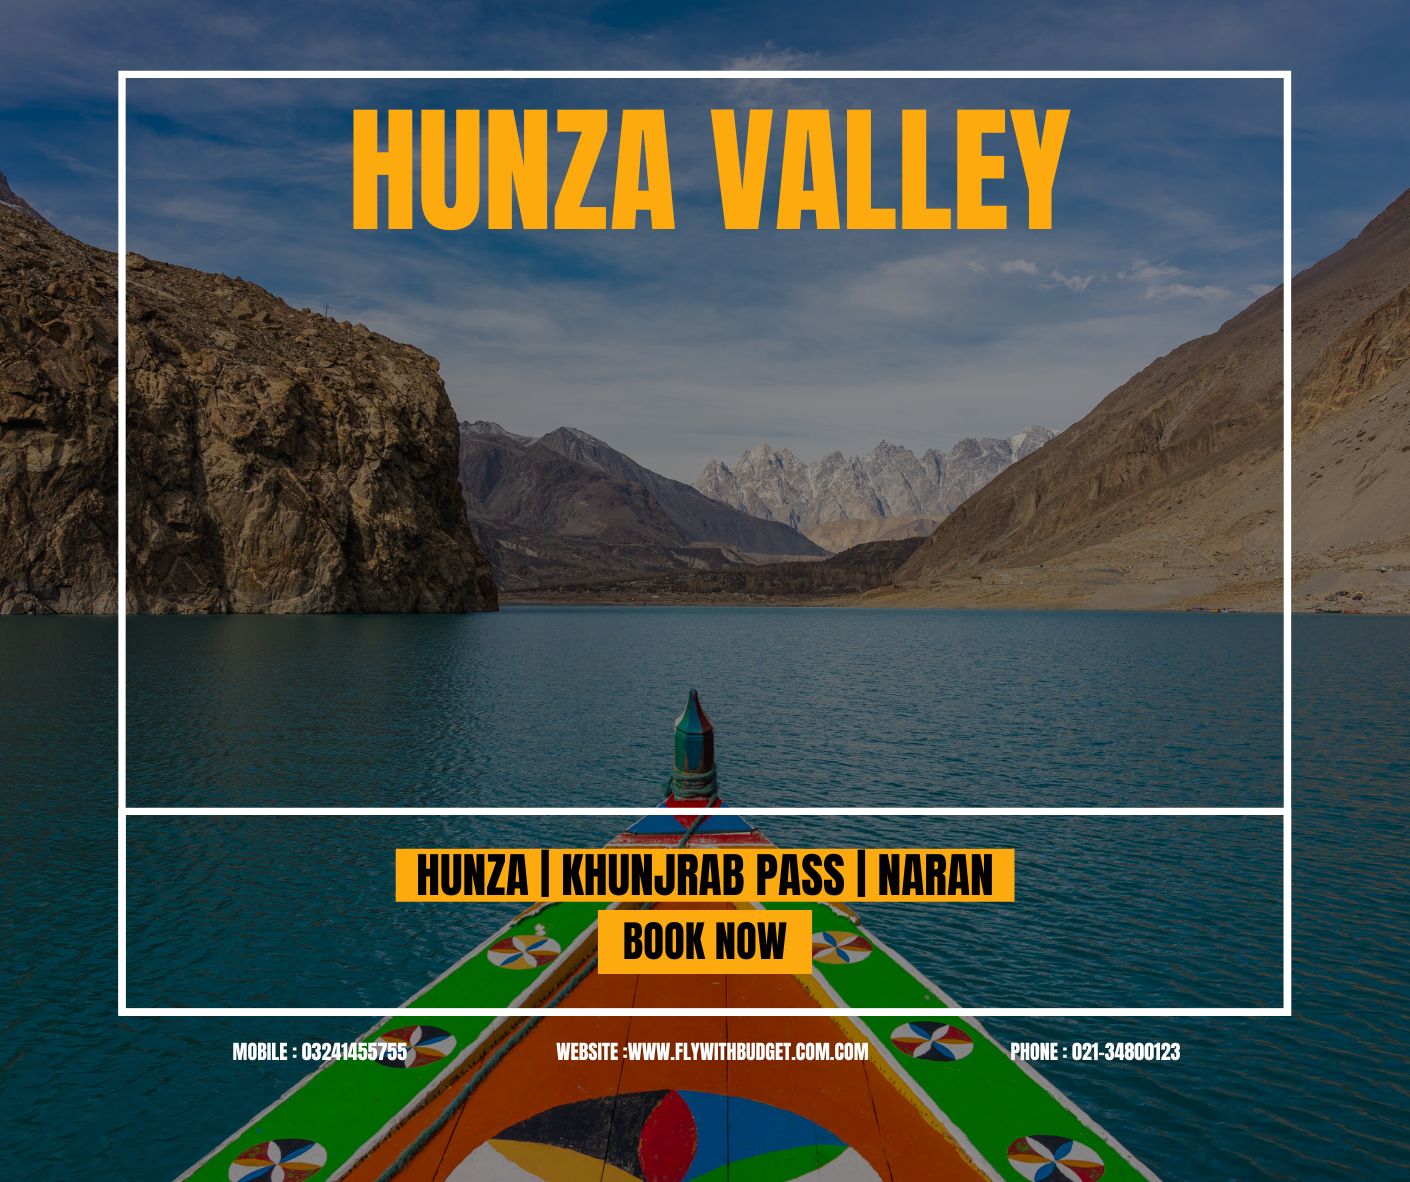 HUNZA VALLEY
HUNZA | KHUNJRAB PASS | NARAN
BOOK NOW
MOBILE : 03241455755
WEBSITE :WWW.FLYWITHBUDGET.COM.COM
PHONE : 021-34800123